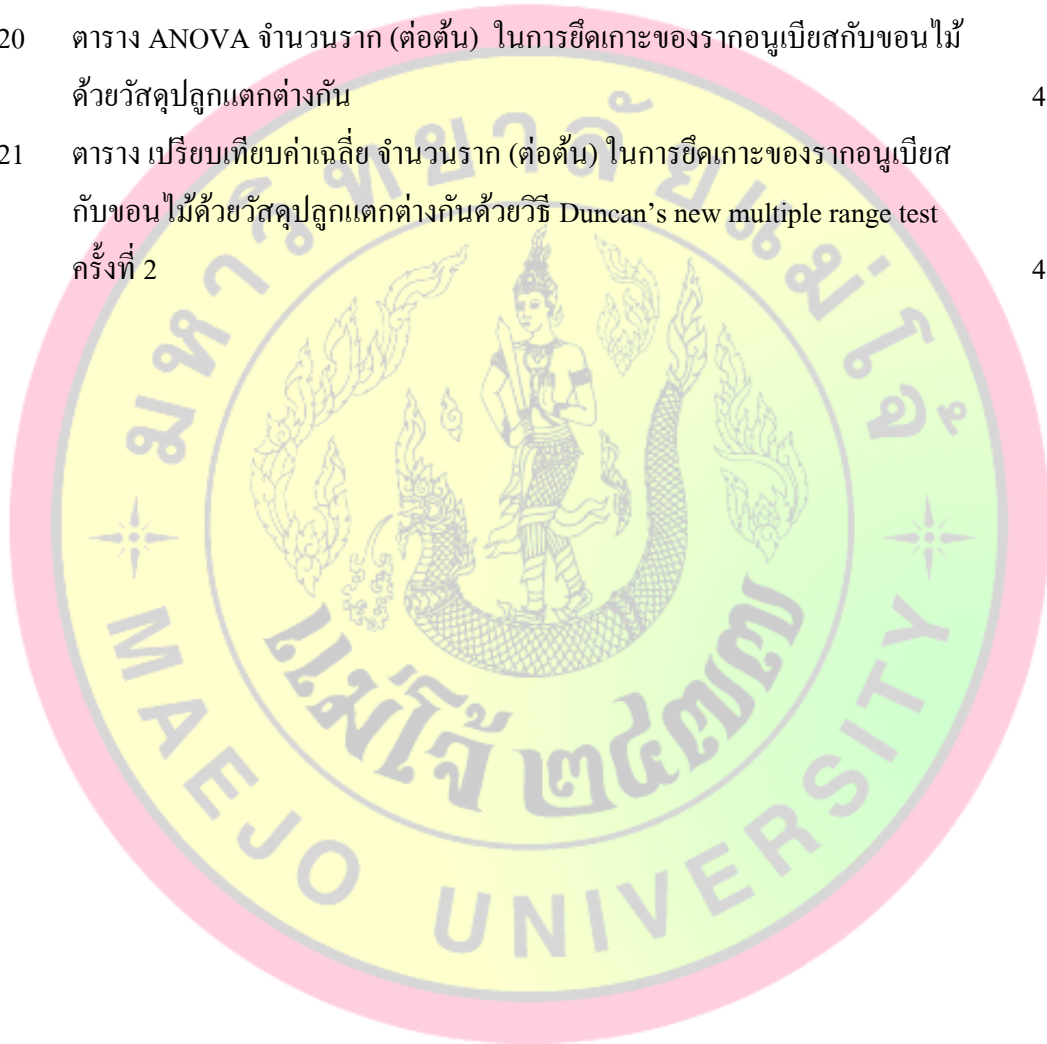 20 ตาราง ANOVA จำนวนราก (ต่อต้น) ในการยึดเกาะของรากอนูเบียสกับขอนไม้
ด้วยวัสดุปลูกแตกต่างกัน 4
21 ตาราง เปรียบเทียบค่าเฉลี่ย จำนวนราก (ต่อต้น) ในการยึดเกาะของรากอนูเบียส
กับขอนไม้ด้วยวัสดุปลูกแตกต่างกันด้วยวิธี Duncan’s new multiple range test
ครั้งที่ 2 4
มหาวิทยาลัยแม่โจ้
แม่โจ้ ๒๔๗๗
MAEJO UNIVERSITY